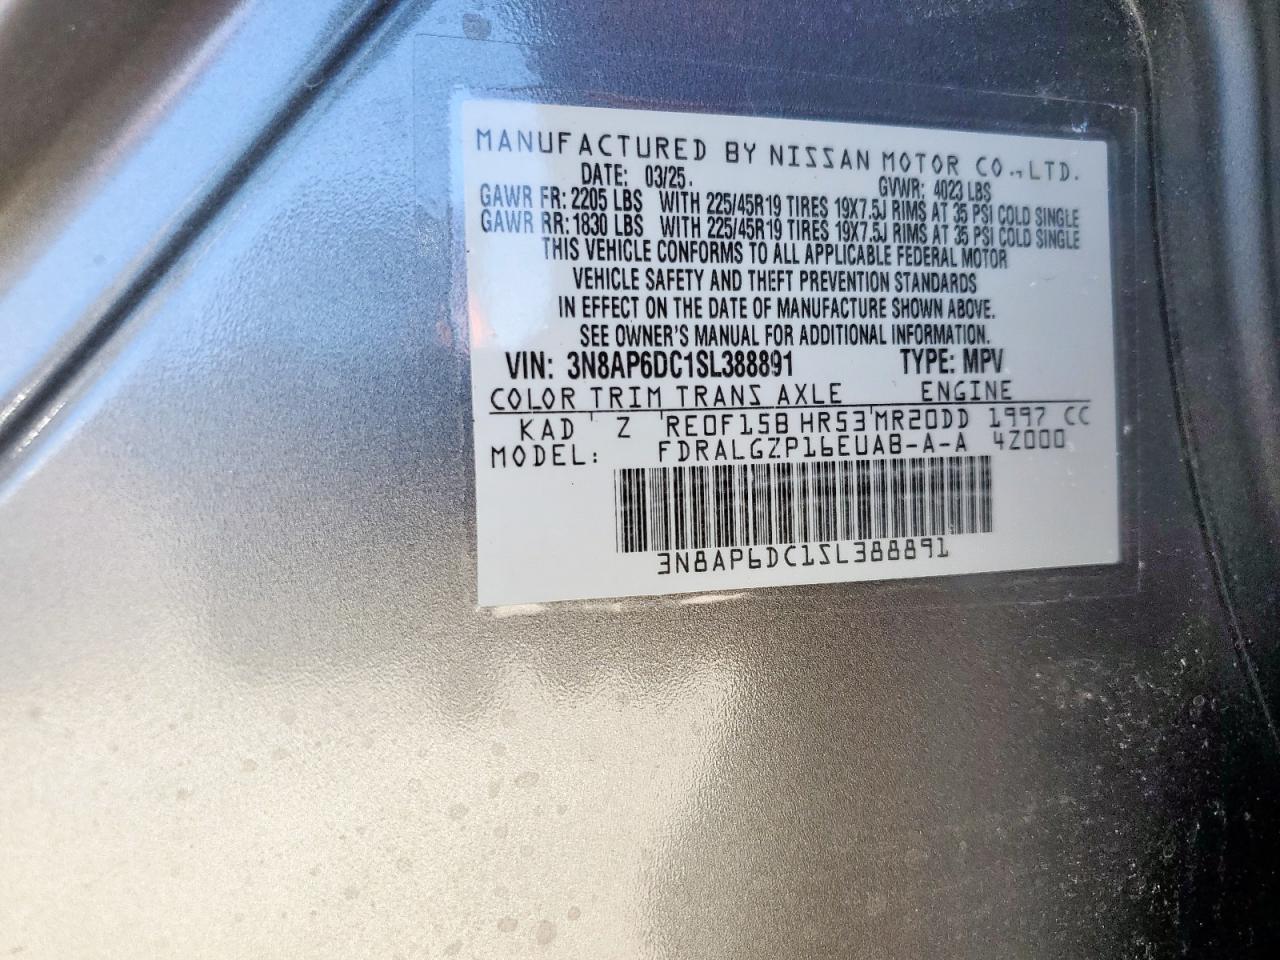 MANUFACTURED BY NISSAN MOTOR CO.,LTD.
DATE: 03/25. GVWR: 4023 LBS
GAWR FR: 2205 LBS WITH 225/45R19 TIRES 19X7.5J RIMS AT 35 PSI COLD SINGLE
GAWR RR: 1830 LBS WITH 225/45R19 TIRES 19X7.5J RIMS AT 35 PSI COLD SINGLE
THIS VEHICLE CONFORMS TO ALL APPLICABLE FEDERAL MOTOR
VEHICLE SAFETY AND THEFT PREVENTION STANDARDS
IN EFFECT ON THE DATE OF MANUFACTURE SHOWN ABOVE.
SEE OWNER'S MANUAL FOR ADDITIONAL INFORMATION.
VIN: 3N8AP6DC1SL388891 TYPE: MPV
COLOR TRIM TRANS AXLE ENGINE
KAD Z RE0F15B HR53 MR20DD 1997 CC
MODEL: FDRALGZP16EUAB-A-A 4Z000
3N8AP6DC1SL388891